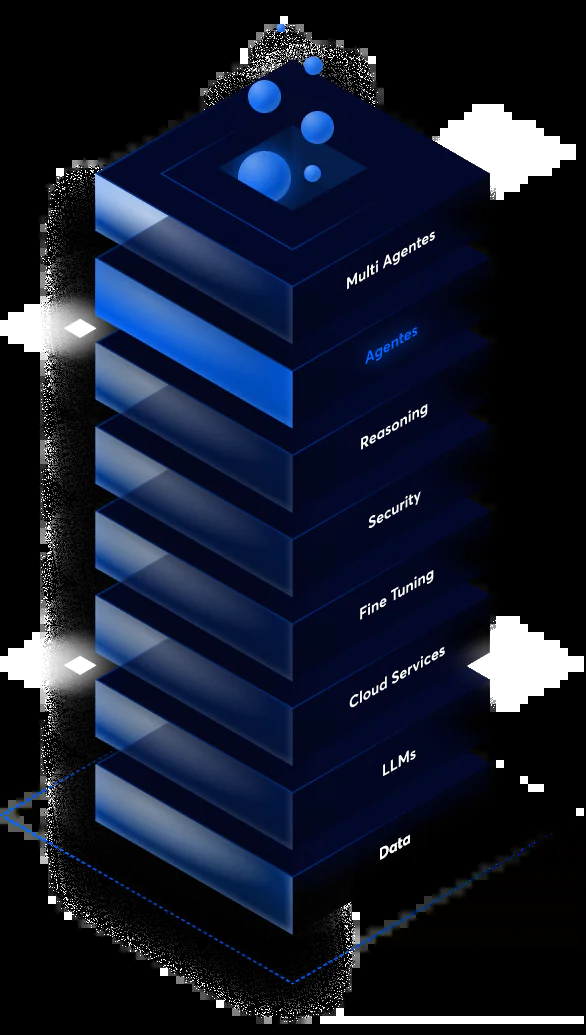 Multi Agentes
Agentes
Reasoning
Security
Fine Tuning
Cloud Services
LLMs
Data